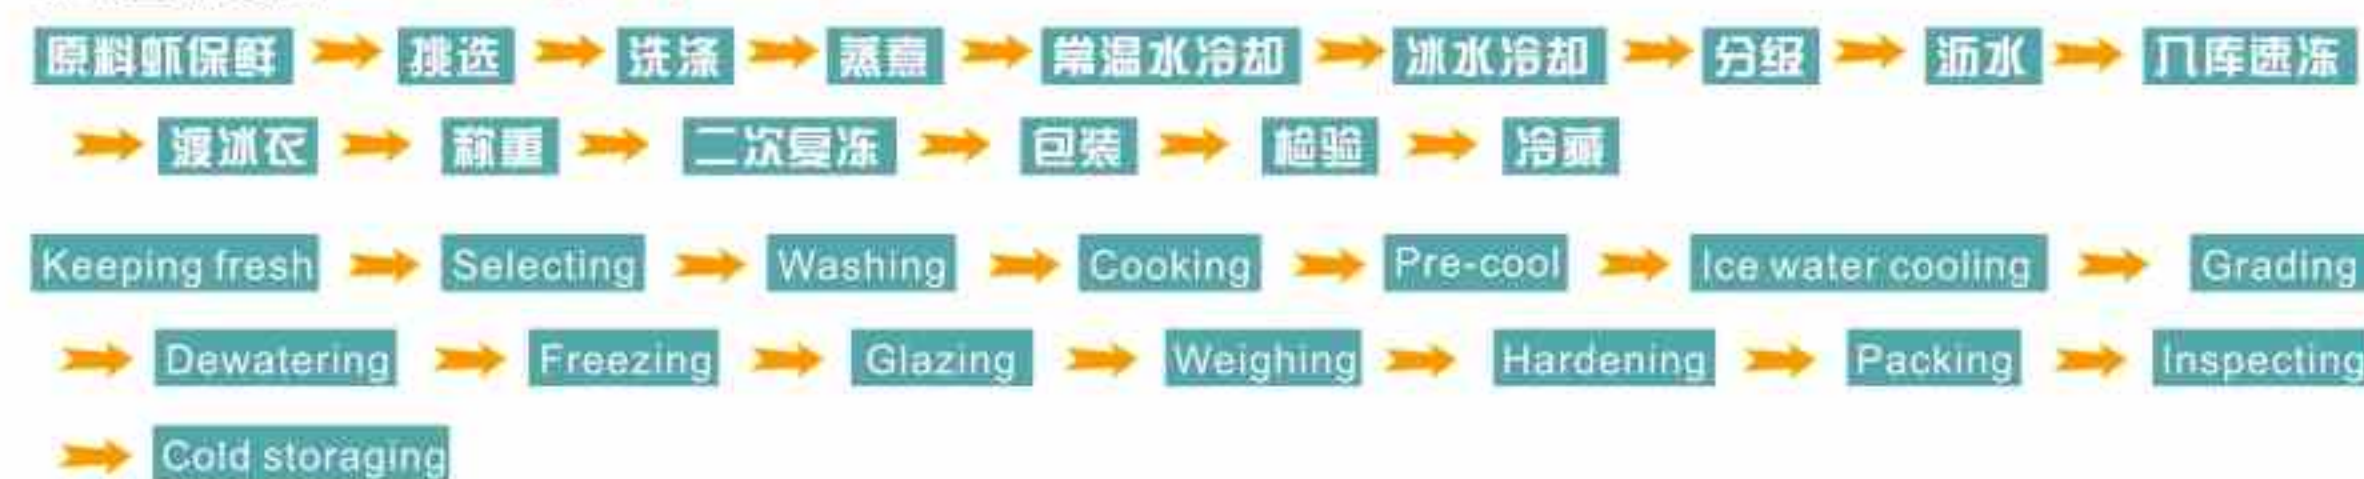 原料虾保鲜 挑选 洗涤 蒸煮 常温水冷却 冰水冷却 分级 沥水 入库速冻
渡冰衣 称重 二次复冻 包装 检验 冷藏
Keeping fresh Selecting Washing Cooking Pre-cool Ice water cooling Grading
Dewatering Freezing Glazing Weighing Hardening Packing Inspecting
Cold storaging